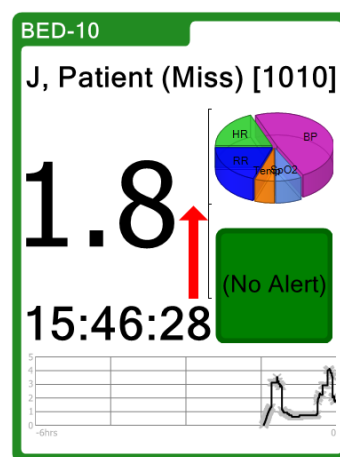 BED-10
J, Patient (Miss) [1010]
HR
BP
RR
Temp
SpO2
1.8
(No Alert)
15:46:28
5
4
3
2
1
0
-6hrs
0